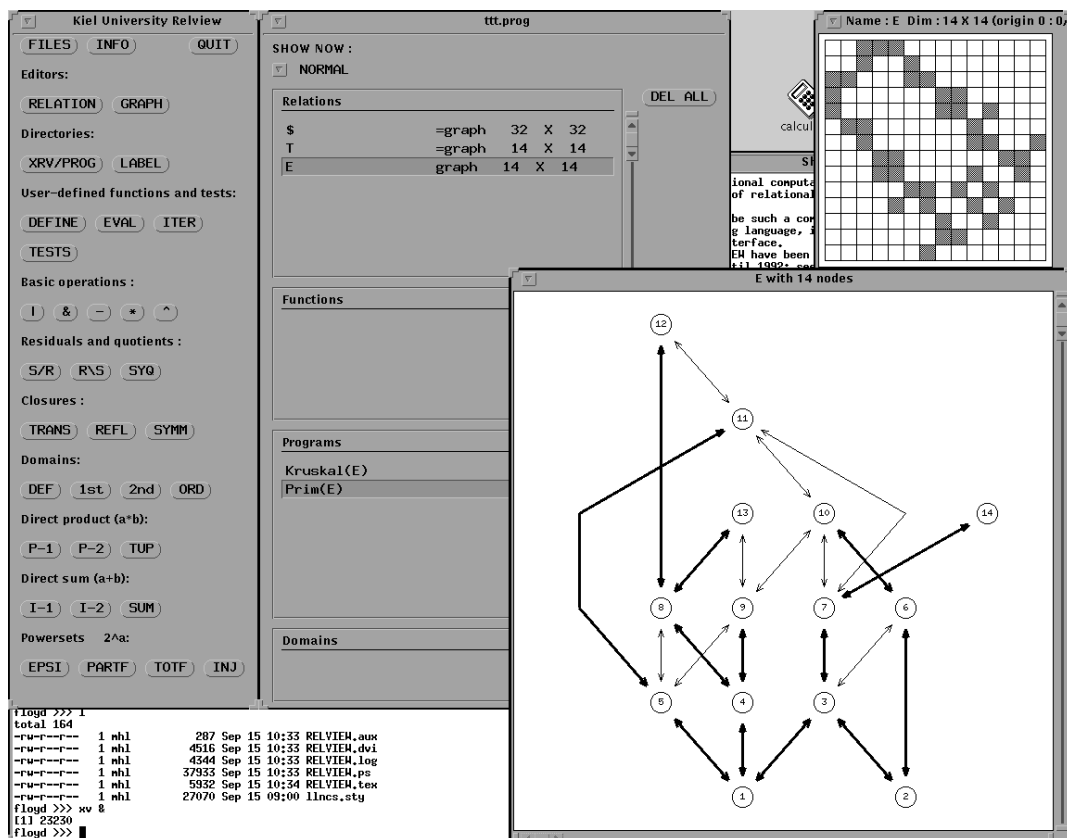 Kiel University Relview
FILES INFO QUIT
Editors:
RELATION GRAPH
Directories:
XRV/PROG LABEL
User-defined functions and tests:
DEFINE EVAL ITER
TESTS
Basic operations :
| & - * ^
Residuals and quotients :
S/R R\S SYQ
Closures :
TRANS REFL SYMM
Domains:
DEF 1st 2nd ORD
Direct product (a*b):
P-1 P-2 TUP
Direct sum (a+b):
I-1 I-2 SUM
Powersets 2^a:
EPSI PARTF TOTF INJ
ttt.prog
SHOW NOW :
NORMAL
DEL ALL
Relations
$ =graph 32 X 32
T =graph 14 X 14
E graph 14 X 14
Functions
Programs
Kruskal(E)
Prim(E)
Domains
calcul
Name : E Dim : 14 X 14 (origin 0 : 0/
Sh
ional computa
of relational
be such a cor
g language, i
terface.
EW have been
til 1992: see
E with 14 nodes
12
11
13 10 14
8 9 7 6
5 4 3
1 2
floyd >>> l
total 164
-rw-r--r-- 1 mhl 287 Sep 15 10:33 RELVIEW.aux
-rw-r--r-- 1 mhl 4516 Sep 15 10:33 RELVIEW.dvi
-rw-r--r-- 1 mhl 4344 Sep 15 10:33 RELVIEW.log
-rw-r--r-- 1 mhl 37933 Sep 15 10:33 RELVIEW.ps
-rw-r--r-- 1 mhl 5932 Sep 15 10:34 RELVIEW.tex
-rw-r--r-- 1 mhl 27070 Sep 15 09:00 llncs.sty
floyd >>> xv &
[1] 23230
floyd >>>